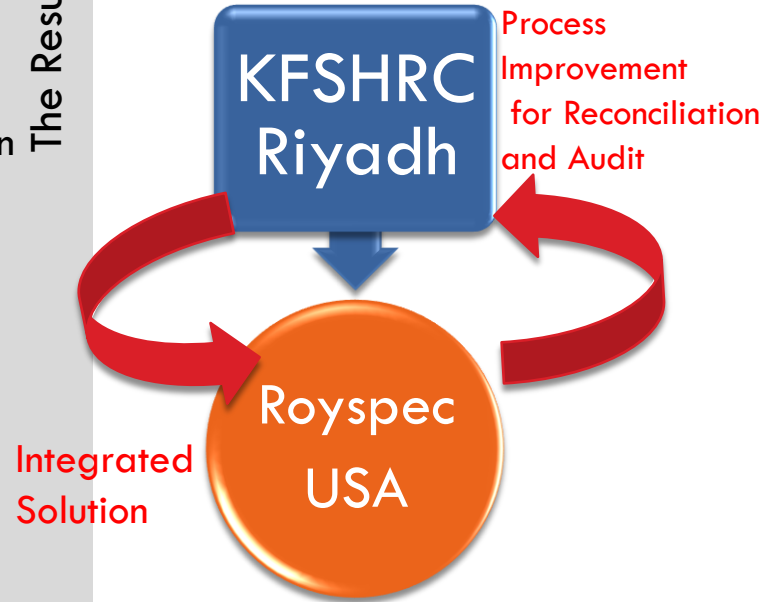 The Resu
n
KFSHRC
Riyadh
Process
Improvement
for Reconciliation
and Audit
Royspec
USA
Integrated
Solution